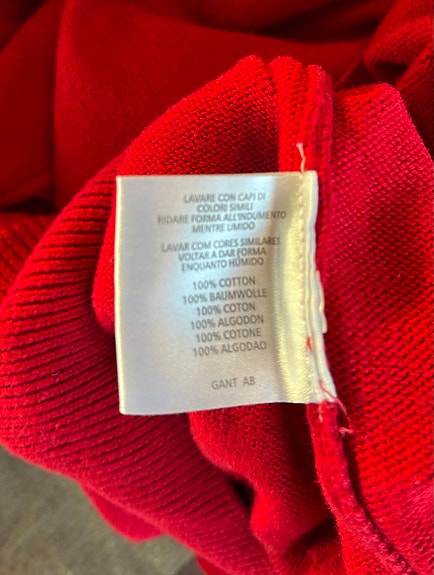 LAVARE CON CAPI DI
COLORI SIMILI
RIDARE FORMA ALL'INDUMENTO
MENTRE UMIDO
LAVAR COM CORES SIMILARES
VOLTAR A DAR FORMA
ENQUANTO HÚMIDO
100% COTTON
100% BAUMWOLLE
100% COTON
100% ALGODON
100% COTONE
100% ALGODAO
GANT AB